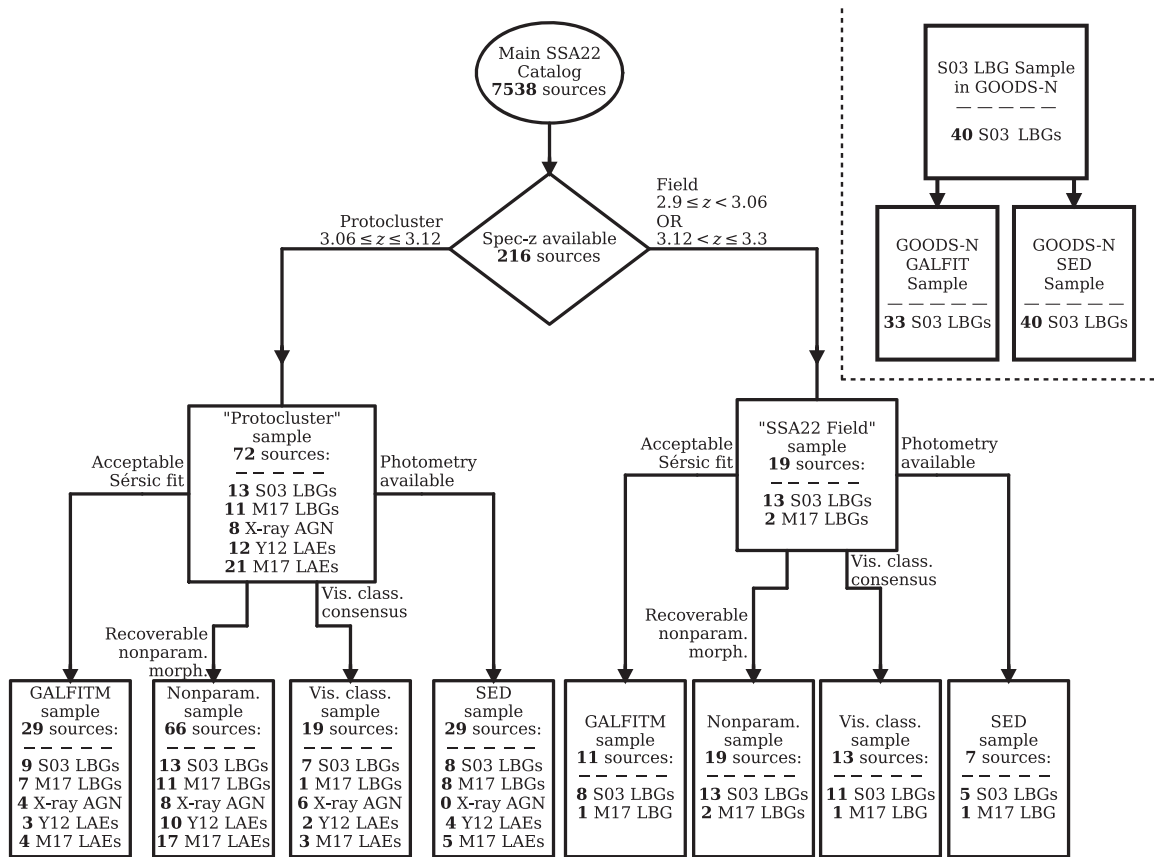 Main SSA22
Catalog
7538 sources
Spec-z available
216 sources
Protocluster
3.06 ≤ z ≤ 3.12
Field
2.9 ≤ z < 3.06
OR
3.12 < z ≤ 3.3
S03 LBG Sample
in GOODS-N
40 S03 LBGs
GOODS-N
GALFIT
Sample
33 S03 LBGs
GOODS-N
SED
Sample
40 S03 LBGs
"Protocluster"
sample
72 sources:
13 S03 LBGs
11 M17 LBGs
8 X-ray AGN
12 Y12 LAEs
21 M17 LAEs
Acceptable
Sérsic fit
Photometry
available
Recoverable
nonparam.
morph.
Vis. class.
consensus
"SSA22 Field"
sample
19 sources:
13 S03 LBGs
2 M17 LBGs
Acceptable
Sérsic fit
Photometry
available
Recoverable
nonparam.
morph.
Vis. class.
consensus
GALFITM
sample
29 sources:
9 S03 LBGs
7 M17 LBGs
4 X-ray AGN
3 Y12 LAEs
4 M17 LAEs
Nonparam.
sample
66 sources:
13 S03 LBGs
11 M17 LBGs
8 X-ray AGN
10 Y12 LAEs
17 M17 LAEs
Vis. class.
sample
19 sources:
7 S03 LBGs
1 M17 LBGs
6 X-ray AGN
2 Y12 LAEs
3 M17 LAEs
SED
sample
29 sources:
8 S03 LBGs
8 M17 LBGs
0 X-ray AGN
4 Y12 LAEs
5 M17 LAEs
GALFITM
sample
11 sources:
8 S03 LBGs
1 M17 LBG
Nonparam.
sample
19 sources:
13 S03 LBGs
2 M17 LBGs
Vis. class.
sample
13 sources:
11 S03 LBGs
1 M17 LBG
SED
sample
7 sources:
5 S03 LBGs
1 M17 LBG